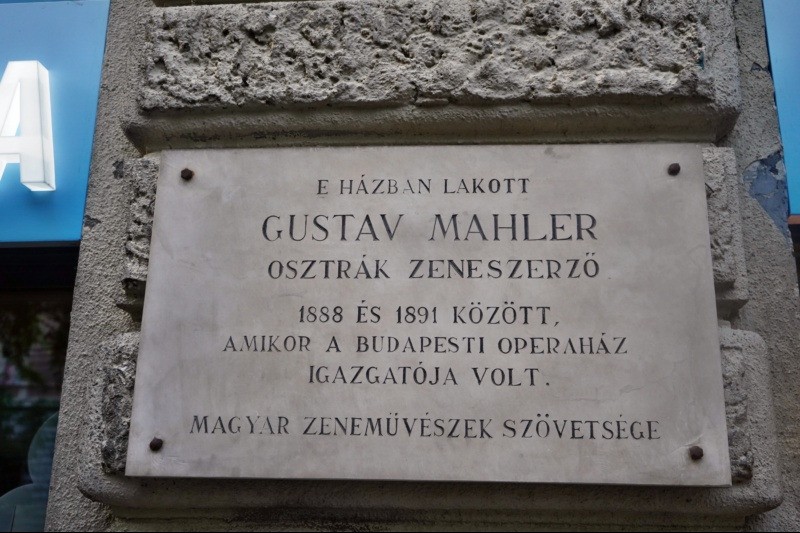 A
E HÁZBAN LAKOTT
GUSTAV MAHLER
OSZTRÁK ZENESZERZŐ
1888 ÉS 1891 KÖZÖTT,
AMIKOR A BUDAPESTI OPERAHÁZ
IGAZGATÓJA VOLT.
MAGYAR ZENEMŰVÉSZEK SZÖVETSÉGE